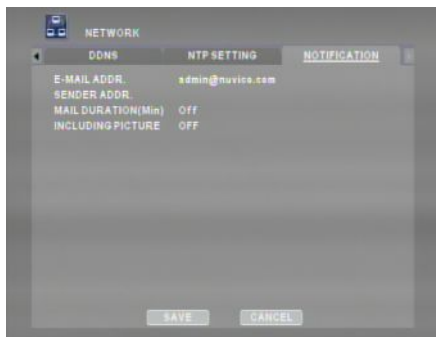 NETWORK
DDNS NTP SETTING NOTIFICATION
E-MAIL ADDR. admin@nuvico.com
SENDER ADDR.
MAIL DURATION(Min) Off
INCLUDING PICTURE OFF
SAVE CANCEL